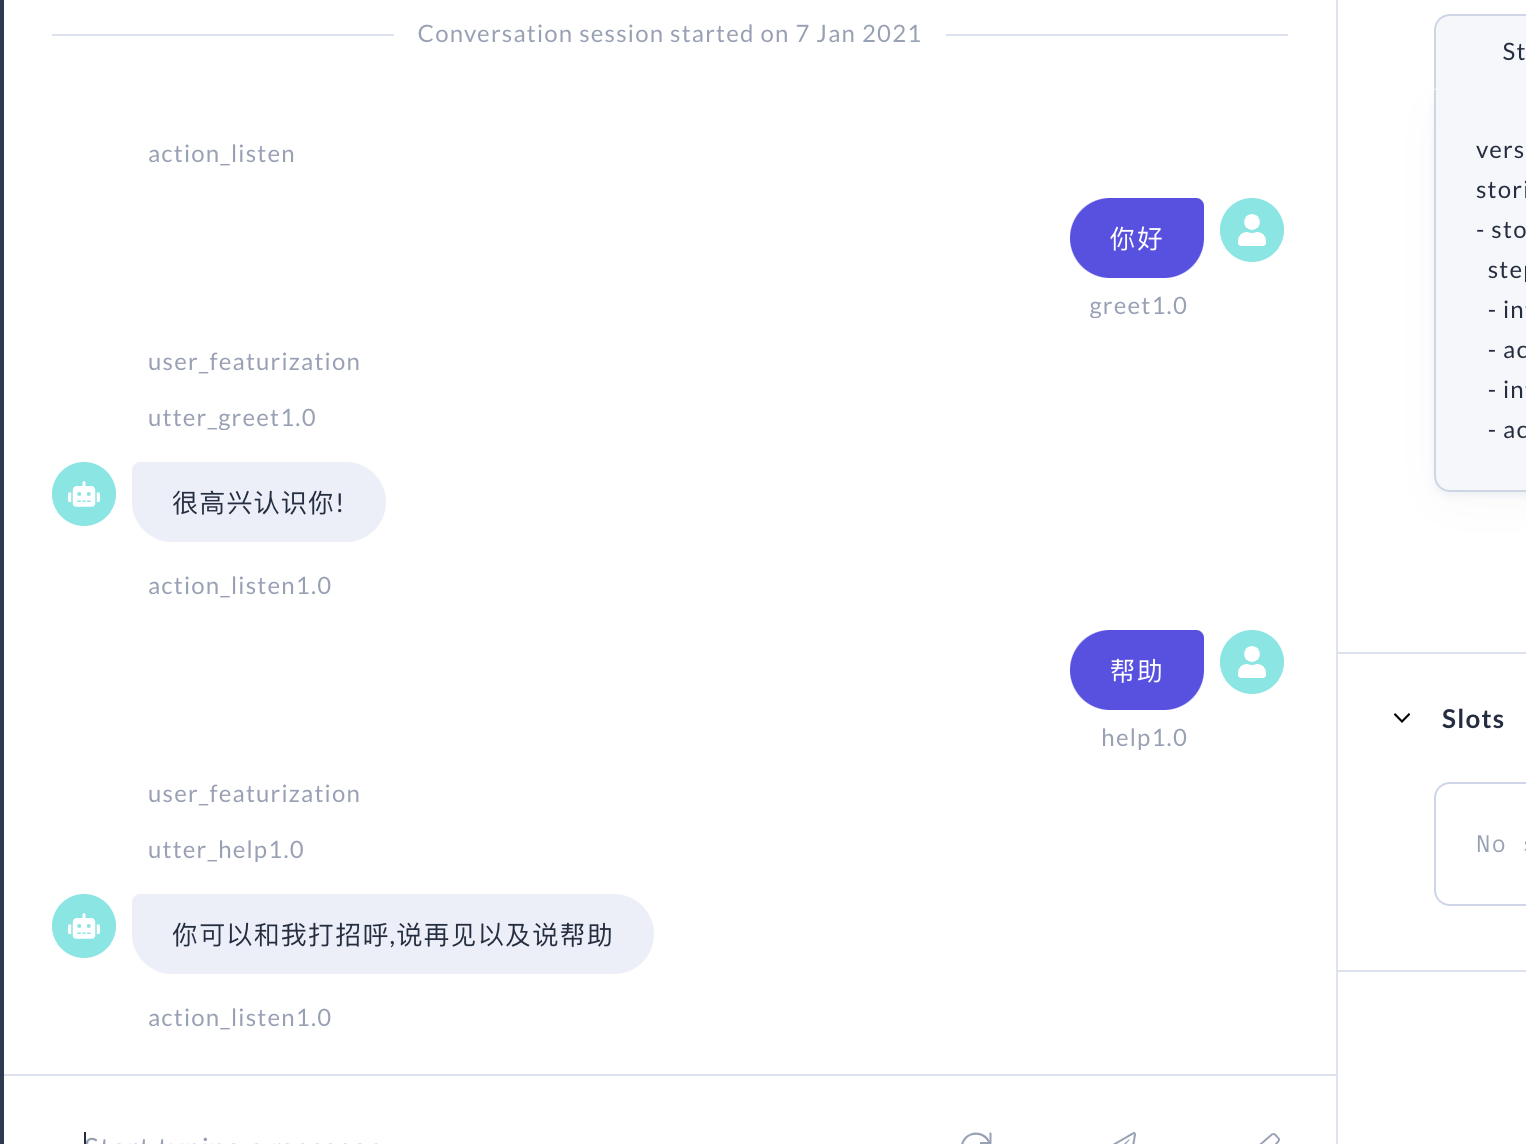 Conversation session started on 7 Jan 2021
action_listen
你好
greet1.0
user_featurization
utter_greet1.0
很高兴认识你!
action_listen1.0
帮助
help1.0
user_featurization
utter_help1.0
你可以和我打招呼,说再见以及说帮助
action_listen1.0
St
vers
stori
- sto
step
- in
- ac
- in
- ac
Slots
No